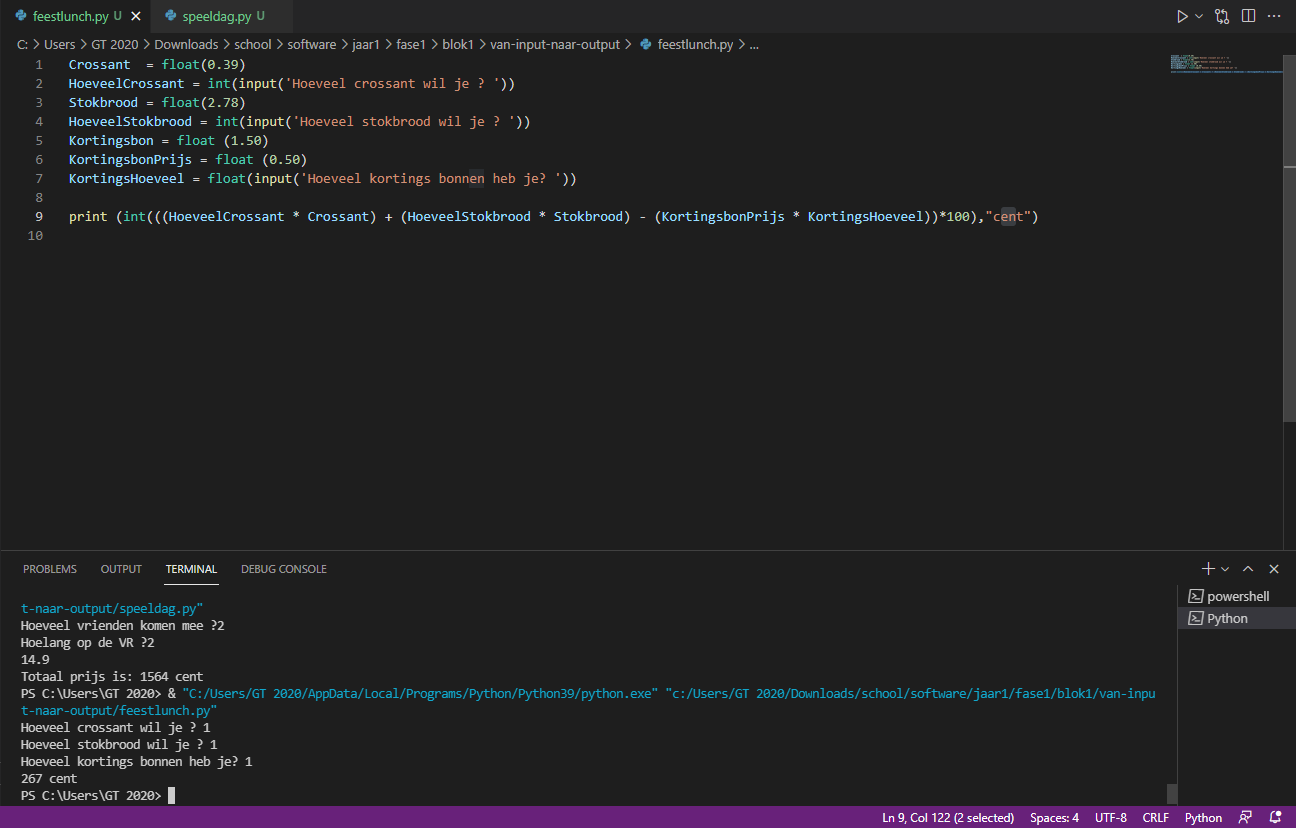 feestlunch.py U speeldag.py U
C: > Users > GT 2020 > Downloads > school > software > jaar1 > fase1 > blok1 > van-input-naar-output > feestlunch.py > ...
1 Crossant  = float(0.39)
2 HoeveelCrossant = int(input('Hoeveel crossant wil je ? '))
3 Stokbrood = float(2.78)
4 HoeveelStokbrood = int(input('Hoeveel stokbrood wil je ? '))
5 Kortingsbon = float (1.50)
6 KortingsbonPrijs = float (0.50)
7 KortingsHoeveel = float(input('Hoeveel kortings bonnen heb je? '))
8
9 print (int(((HoeveelCrossant * Crossant) + (HoeveelStokbrood * Stokbrood) - (KortingsbonPrijs * KortingsHoeveel))*100),"cent")
10
PROBLEMS OUTPUT TERMINAL DEBUG CONSOLE
t-naar-output/speeldag.py"
Hoeveel vrienden komen mee ?2
Hoelang op de VR ?2
14.9
Totaal prijs is: 1564 cent
PS C:\Users\GT 2020> & "C:/Users/GT 2020/AppData/Local/Programs/Python/Python39/python.exe" "c:/Users/GT 2020/Downloads/school/software/jaar1/fase1/blok1/van-inpu
t-naar-output/feestlunch.py"
Hoeveel crossant wil je ? 1
Hoeveel stokbrood wil je ? 1
Hoeveel kortings bonnen heb je? 1
267 cent
PS C:\Users\GT 2020>
powershell
Python
Ln 9, Col 122 (2 selected) Spaces: 4 UTF-8 CRLF Python